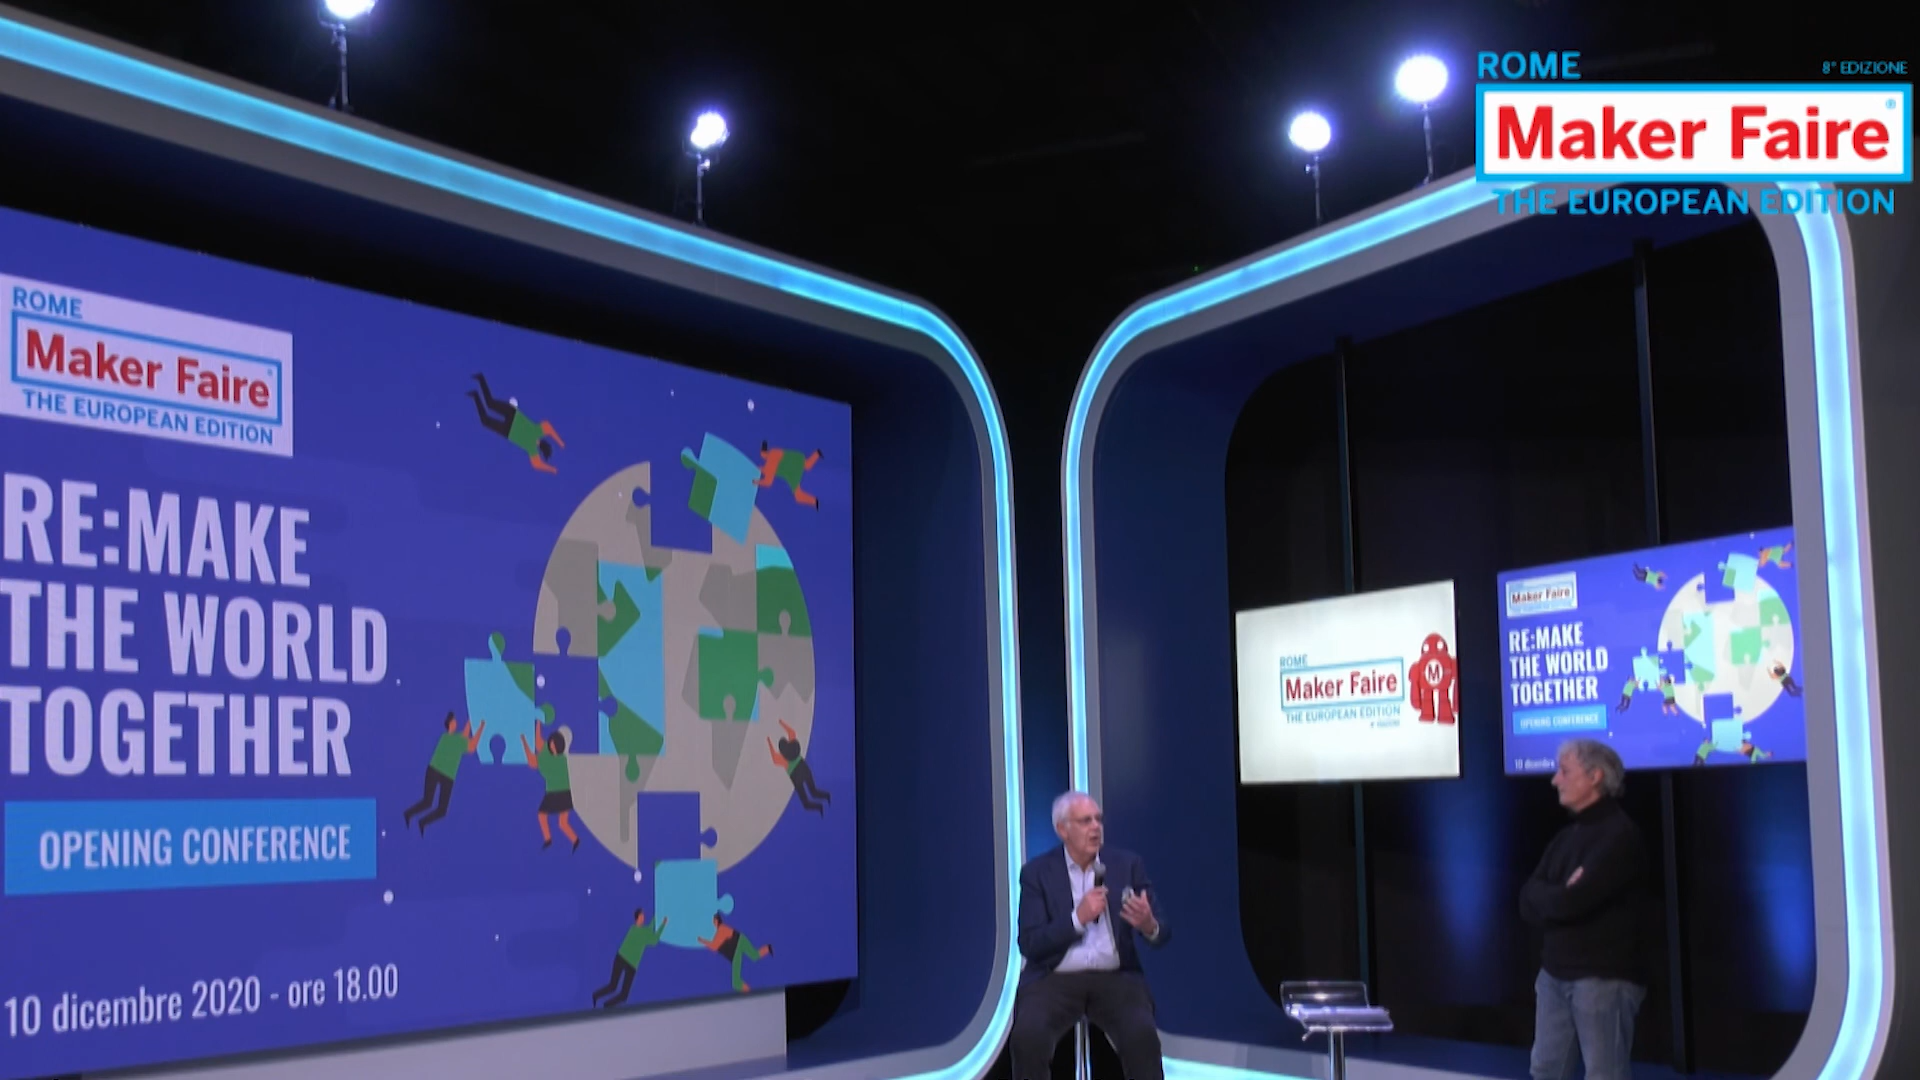 ROME
8ª EDIZIONE
Maker Faire®
THE EUROPEAN EDITION
ROME
Maker Faire
THE EUROPEAN EDITION
RE:MAKE
THE WORLD
TOGETHER
OPENING CONFERENCE
10 dicembre 2020 - ore 18.00
ROME
Maker Faire
THE EUROPEAN EDITION
M
Maker Faire
RE:MAKE
THE WORLD
TOGETHER
OPENING CONFERENCE
10 dicembre